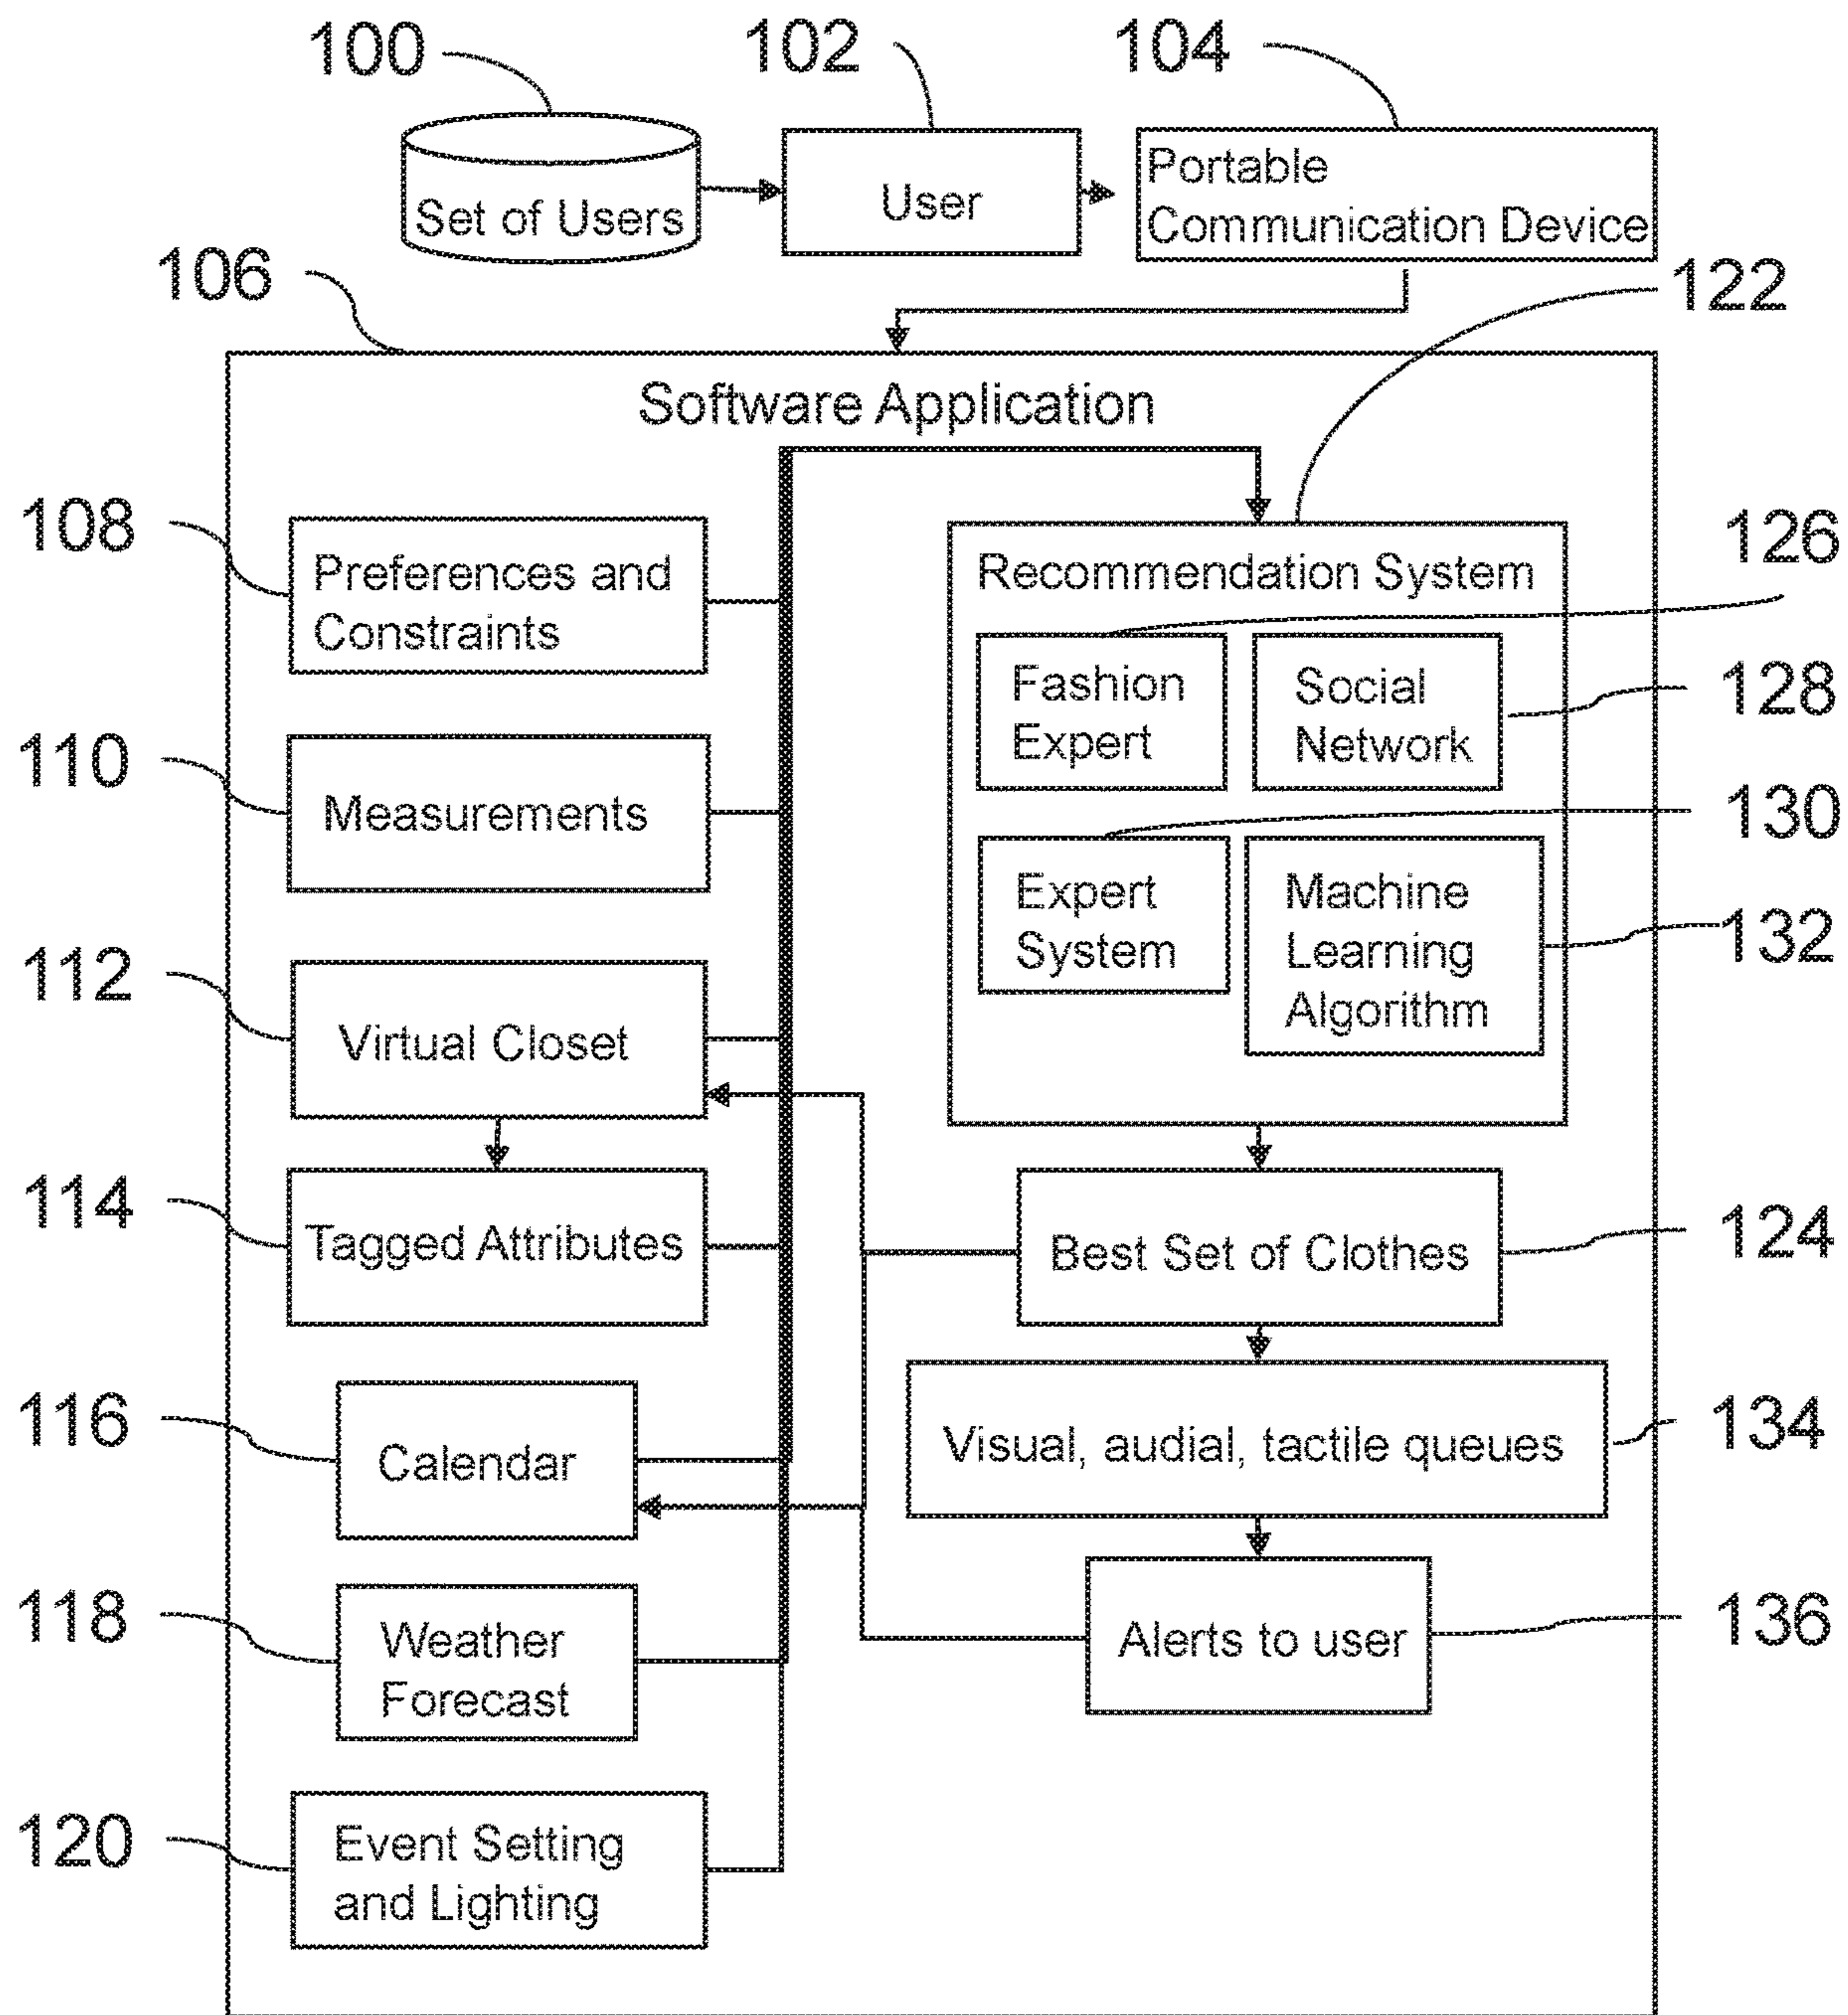 100
102
104
Set of Users
User
Portable
Communication Device
106
122
Software Application
108
Preferences and
Constraints
Recommendation System
126
Fashion
Expert
Social
Network
128
110
Measurements
130
Expert
System
Machine
Learning
Algorithm
132
112
Virtual Closet
114
Tagged Attributes
Best Set of Clothes
124
116
Calendar
Visual, audial, tactile queues
134
118
Weather
Forecast
Alerts to user
136
120
Event Setting
and Lighting